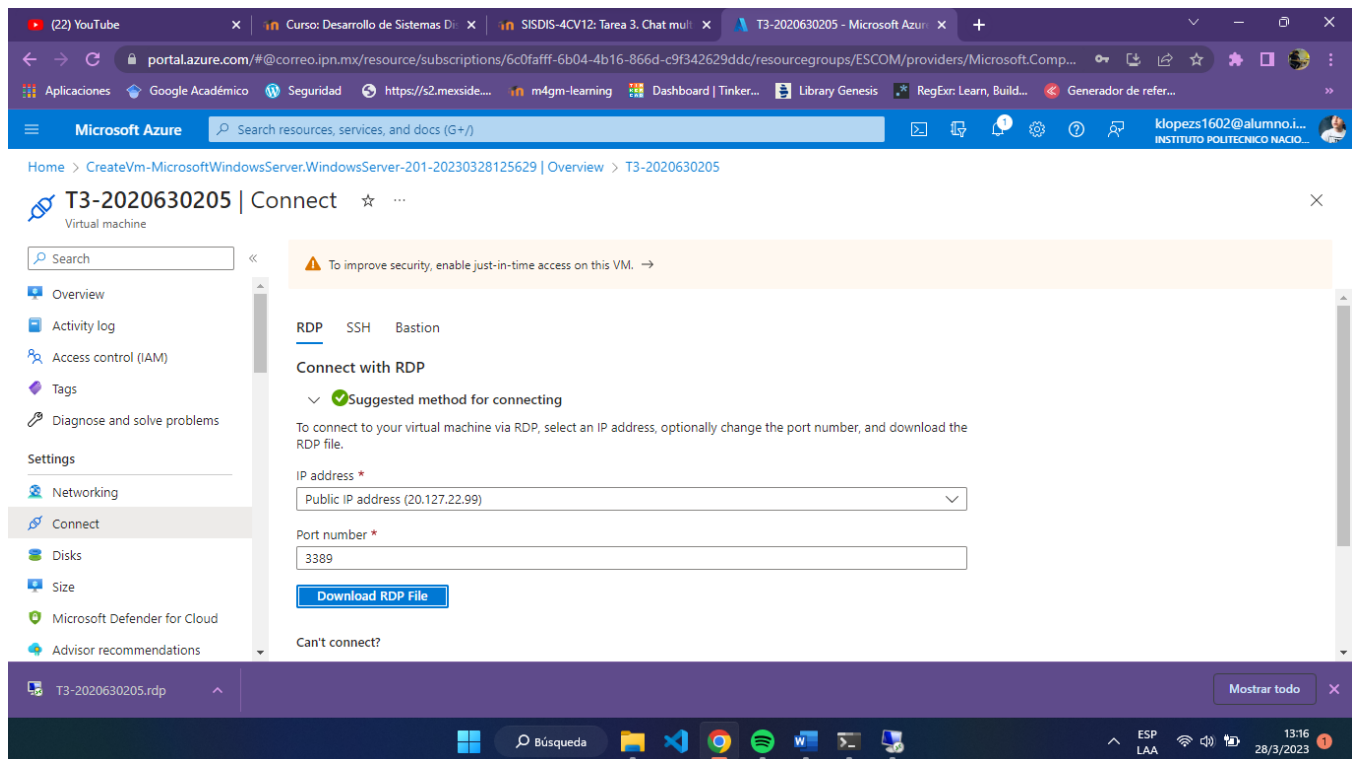 (22) YouTube
Curso: Desarrollo de Sistemas Di
SISDIS-4CV12: Tarea 3. Chat mult
T3-2020630205 - Microsoft Azur
portal.azure.com/#@correo.ipn.mx/resource/subscriptions/6c0fafff-6b04-4b16-866d-c9f342629ddc/resourcegroups/ESCOM/providers/Microsoft.Comp...
Aplicaciones
Google Académico
Seguridad
https://s2.mexside....
m4gm-learning
Dashboard | Tinker...
Library Genesis
RegExr: Learn, Build...
Generador de refer...
»
Microsoft Azure
Search resources, services, and docs (G+/)
1
klopezs1602@alumno.i...
INSTITUTO POLITECNICO NACIO...
Home > CreateVm-MicrosoftWindowsServer.WindowsServer-201-20230328125629 | Overview > T3-2020630205
T3-2020630205 | Connect
Virtual machine
Search
«
To improve security, enable just-in-time access on this VM. →
Overview
Activity log
Access control (IAM)
Tags
Diagnose and solve problems
Settings
Networking
Connect
Disks
Size
Microsoft Defender for Cloud
Advisor recommendations
RDP SSH Bastion
Connect with RDP
Suggested method for connecting
To connect to your virtual machine via RDP, select an IP address, optionally change the port number, and download the
RDP file.
IP address *
Public IP address (20.127.22.99)
Port number *
3389
Download RDP File
Can't connect?
T3-2020630205.rdp
Mostrar todo
Búsqueda
ESP
LAA
13:16
28/3/2023
1